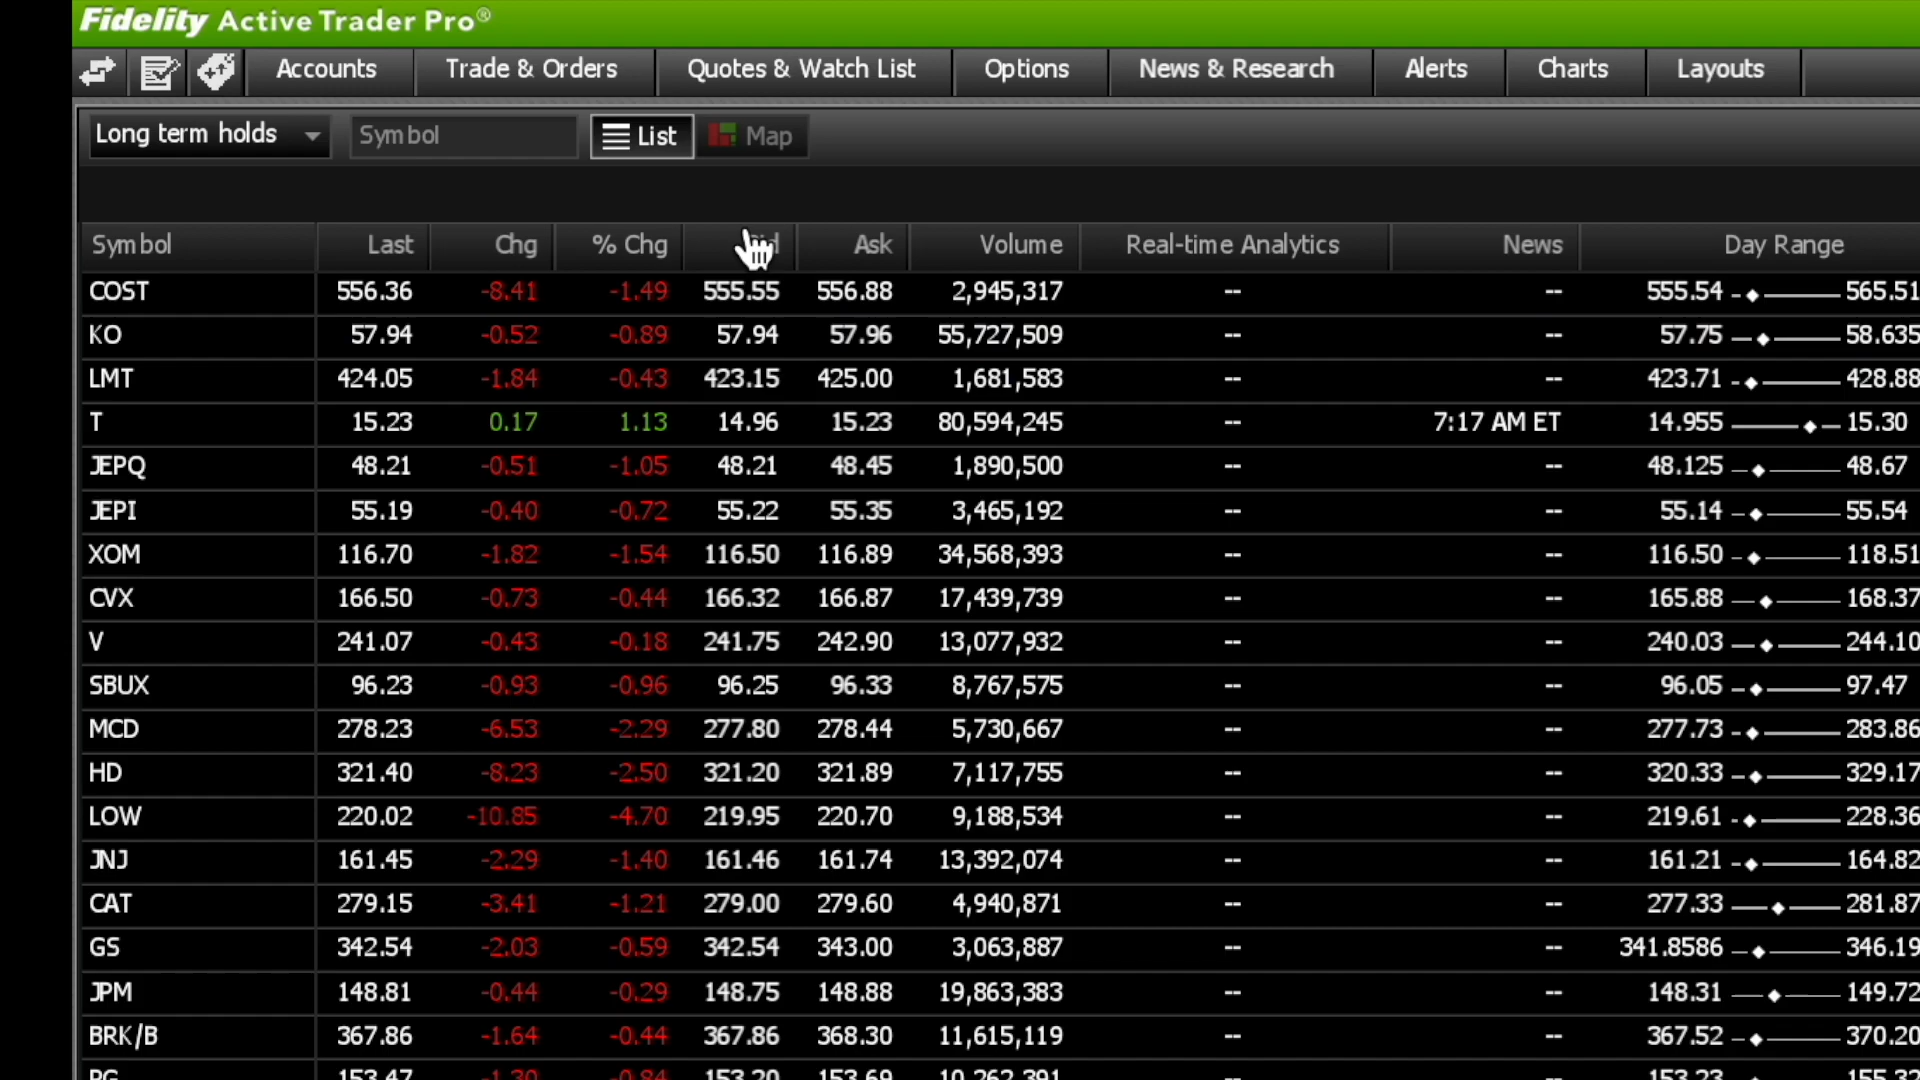 Fidelity Active Trader Pro®
Accounts Trade & Orders Quotes & Watch List Options News & Research Alerts Charts Layouts
Long term holds Symbol List Map
Symbol Last Chg % Chg Ask Volume Real-time Analytics News Day Range
COST 556.36 -8.41 -1.49 555.55 556.88 2,945,317 -- -- 555.54 565.51
KO 57.94 -0.52 -0.89 57.94 57.96 55,727,509 -- -- 57.75 58.635
LMT 424.05 -1.84 -0.43 423.15 425.00 1,681,583 -- -- 423.71 428.88
T 15.23 0.17 1.13 14.96 15.23 80,594,245 -- 7:17 AM ET 14.955 15.30
JEPQ 48.21 -0.51 -1.05 48.21 48.45 1,890,500 -- -- 48.125 48.67
JEPI 55.19 -0.40 -0.72 55.22 55.35 3,465,192 -- -- 55.14 55.54
XOM 116.70 -1.82 -1.54 116.50 116.89 34,568,393 -- -- 116.50 118.51
CVX 166.50 -0.73 -0.44 166.32 166.87 17,439,739 -- -- 165.88 168.37
V 241.07 -0.43 -0.18 241.75 242.90 13,077,932 -- -- 240.03 244.10
SBUX 96.23 -0.93 -0.96 96.25 96.33 8,767,575 -- -- 96.05 97.47
MCD 278.23 -6.53 -2.29 277.80 278.44 5,730,667 -- -- 277.73 283.86
HD 321.40 -8.23 -2.50 321.20 321.89 7,117,755 -- -- 320.33 329.17
LOW 220.02 -10.85 -4.70 219.95 220.70 9,188,534 -- -- 219.61 228.36
JNJ 161.45 -2.29 -1.40 161.46 161.74 13,392,074 -- -- 161.21 164.82
CAT 279.15 -3.41 -1.21 279.00 279.60 4,940,871 -- -- 277.33 281.87
GS 342.54 -2.03 -0.59 342.54 343.00 3,063,887 -- -- 341.8586 346.19
JPM 148.81 -0.44 -0.29 148.75 148.88 19,863,383 -- -- 148.31 149.72
BRK/B 367.86 -1.64 -0.44 367.86 368.30 11,615,119 -- -- 367.52 370.20
PG 153.47 -1.30 -0.84 153.20 153.69 10,262,391 153.23 155.32